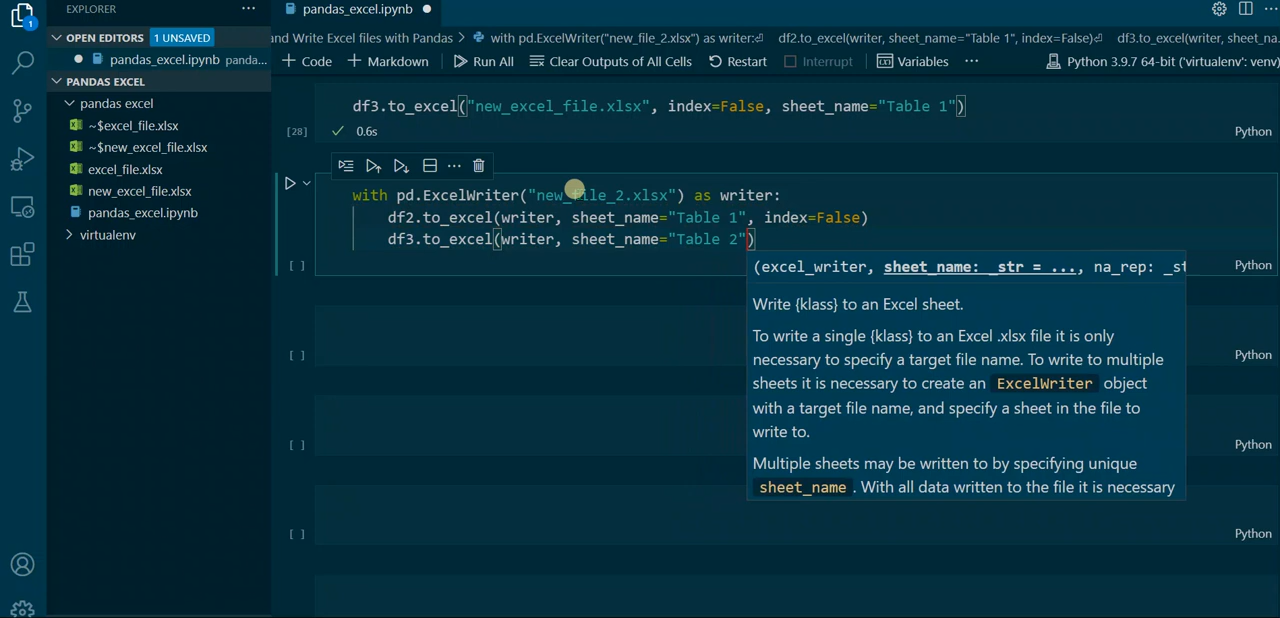 EXPLORER
OPEN EDITORS 1 UNSAVED
pandas_excel.ipynb panda...
PANDAS EXCEL
pandas excel
~$excel_file.xlsx
~$new_excel_file.xlsx
excel_file.xlsx
new_excel_file.xlsx
pandas_excel.ipynb
virtualenv
1
pandas_excel.ipynb
and Write Excel files with Pandas > with pd.ExcelWriter("new_file_2.xlsx") as writer: df2.to_excel(writer, sheet_name="Table 1", index=False) df3.to_excel(writer, sheet_na...
+ Code + Markdown Run All Clear Outputs of All Cells Restart Interrupt Variables ... Python 3.9.7 64-bit ('virtualenv': venv)
df3.to_excel("new_excel_file.xlsx", index=False, sheet_name="Table 1")
[28] 0.6s Python
with pd.ExcelWriter("new_file_2.xlsx") as writer:
df2.to_excel(writer, sheet_name="Table 1", index=False)
df3.to_excel(writer, sheet_name="Table 2")
[ ] Python
(excel_writer, sheet_name: _str = ..., na_rep: _st
Write {klass} to an Excel sheet.
To write a single {klass} to an Excel .xlsx file it is only
necessary to specify a target file name. To write to multiple
sheets it is necessary to create an ExcelWriter object
with a target file name, and specify a sheet in the file to
write to.
Multiple sheets may be written to by specifying unique
sheet_name . With all data written to the file it is necessary
[ ] Python
[ ] Python
[ ] Python